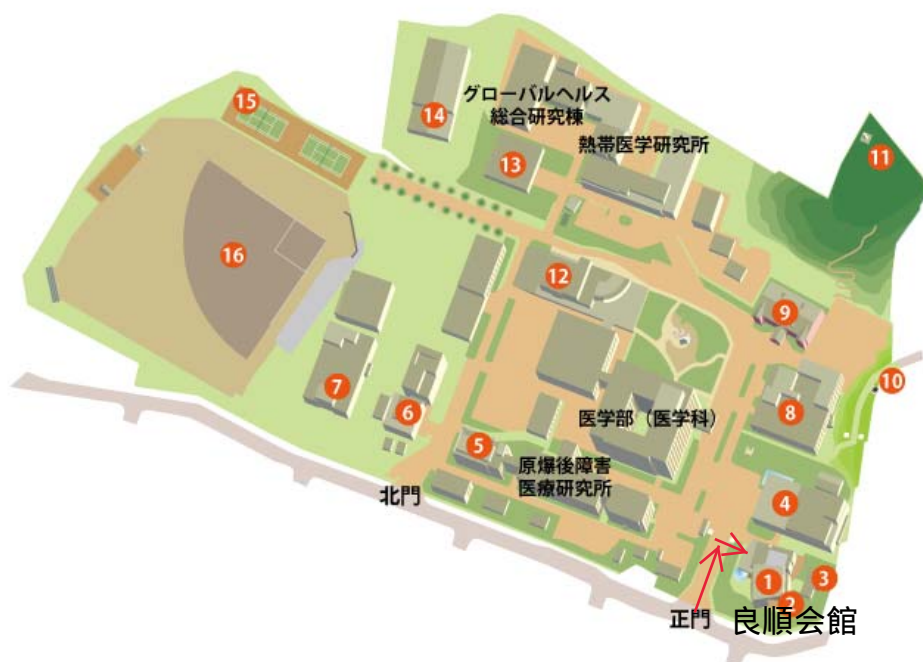 グローバルヘルス
総合研究棟
熱帯医学研究所
15
14
13
11
16
12
9
10
7
6
8
医学部（医学科）
5
原爆後障害
医療研究所
北門
4
1
3
2
正門
良順会館